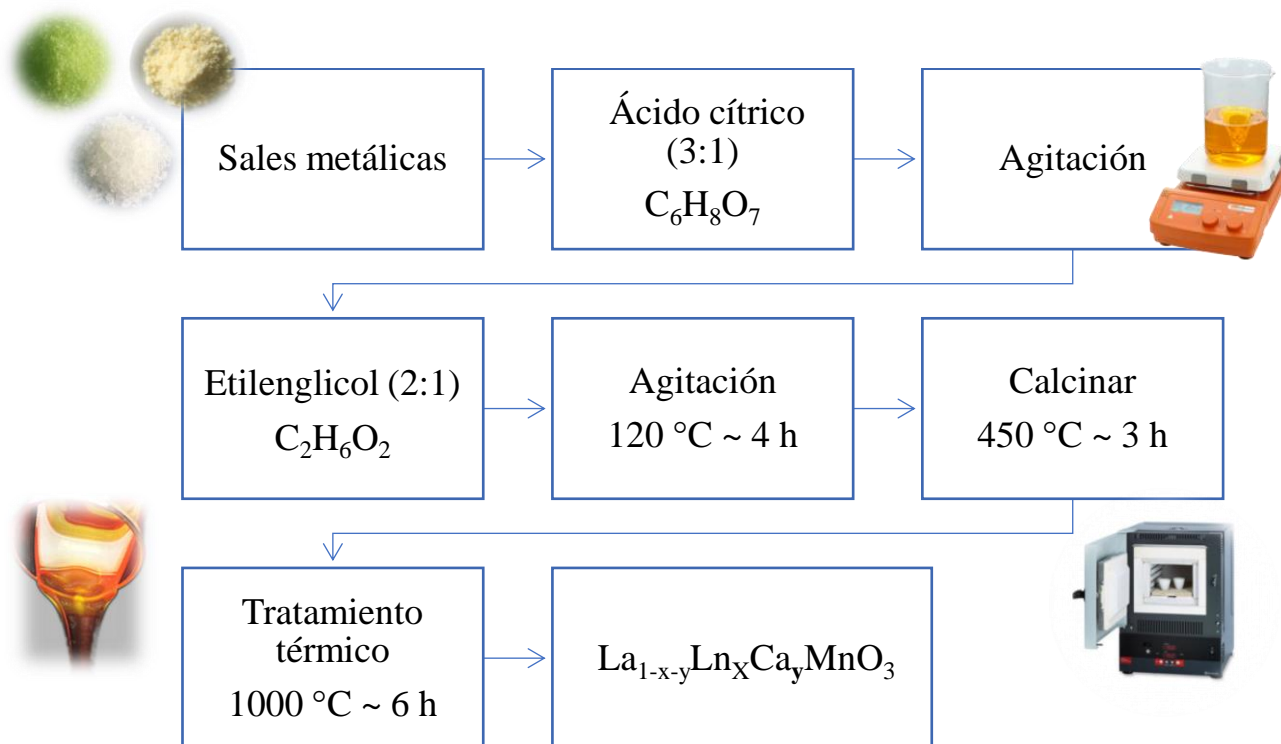 Sales metálicas
Ácido cítrico
(3:1)
C₆H₈O₇
Agitación
Etilenglicol (2:1)
C₂H₆O₂
Agitación
120 °C ~ 4 h
Calcinar
450 °C ~ 3 h
Tratamiento
térmico
1000 °C ~ 6 h
La₁₋ₓ₋ᵧLnₓCaᵧMnO₃